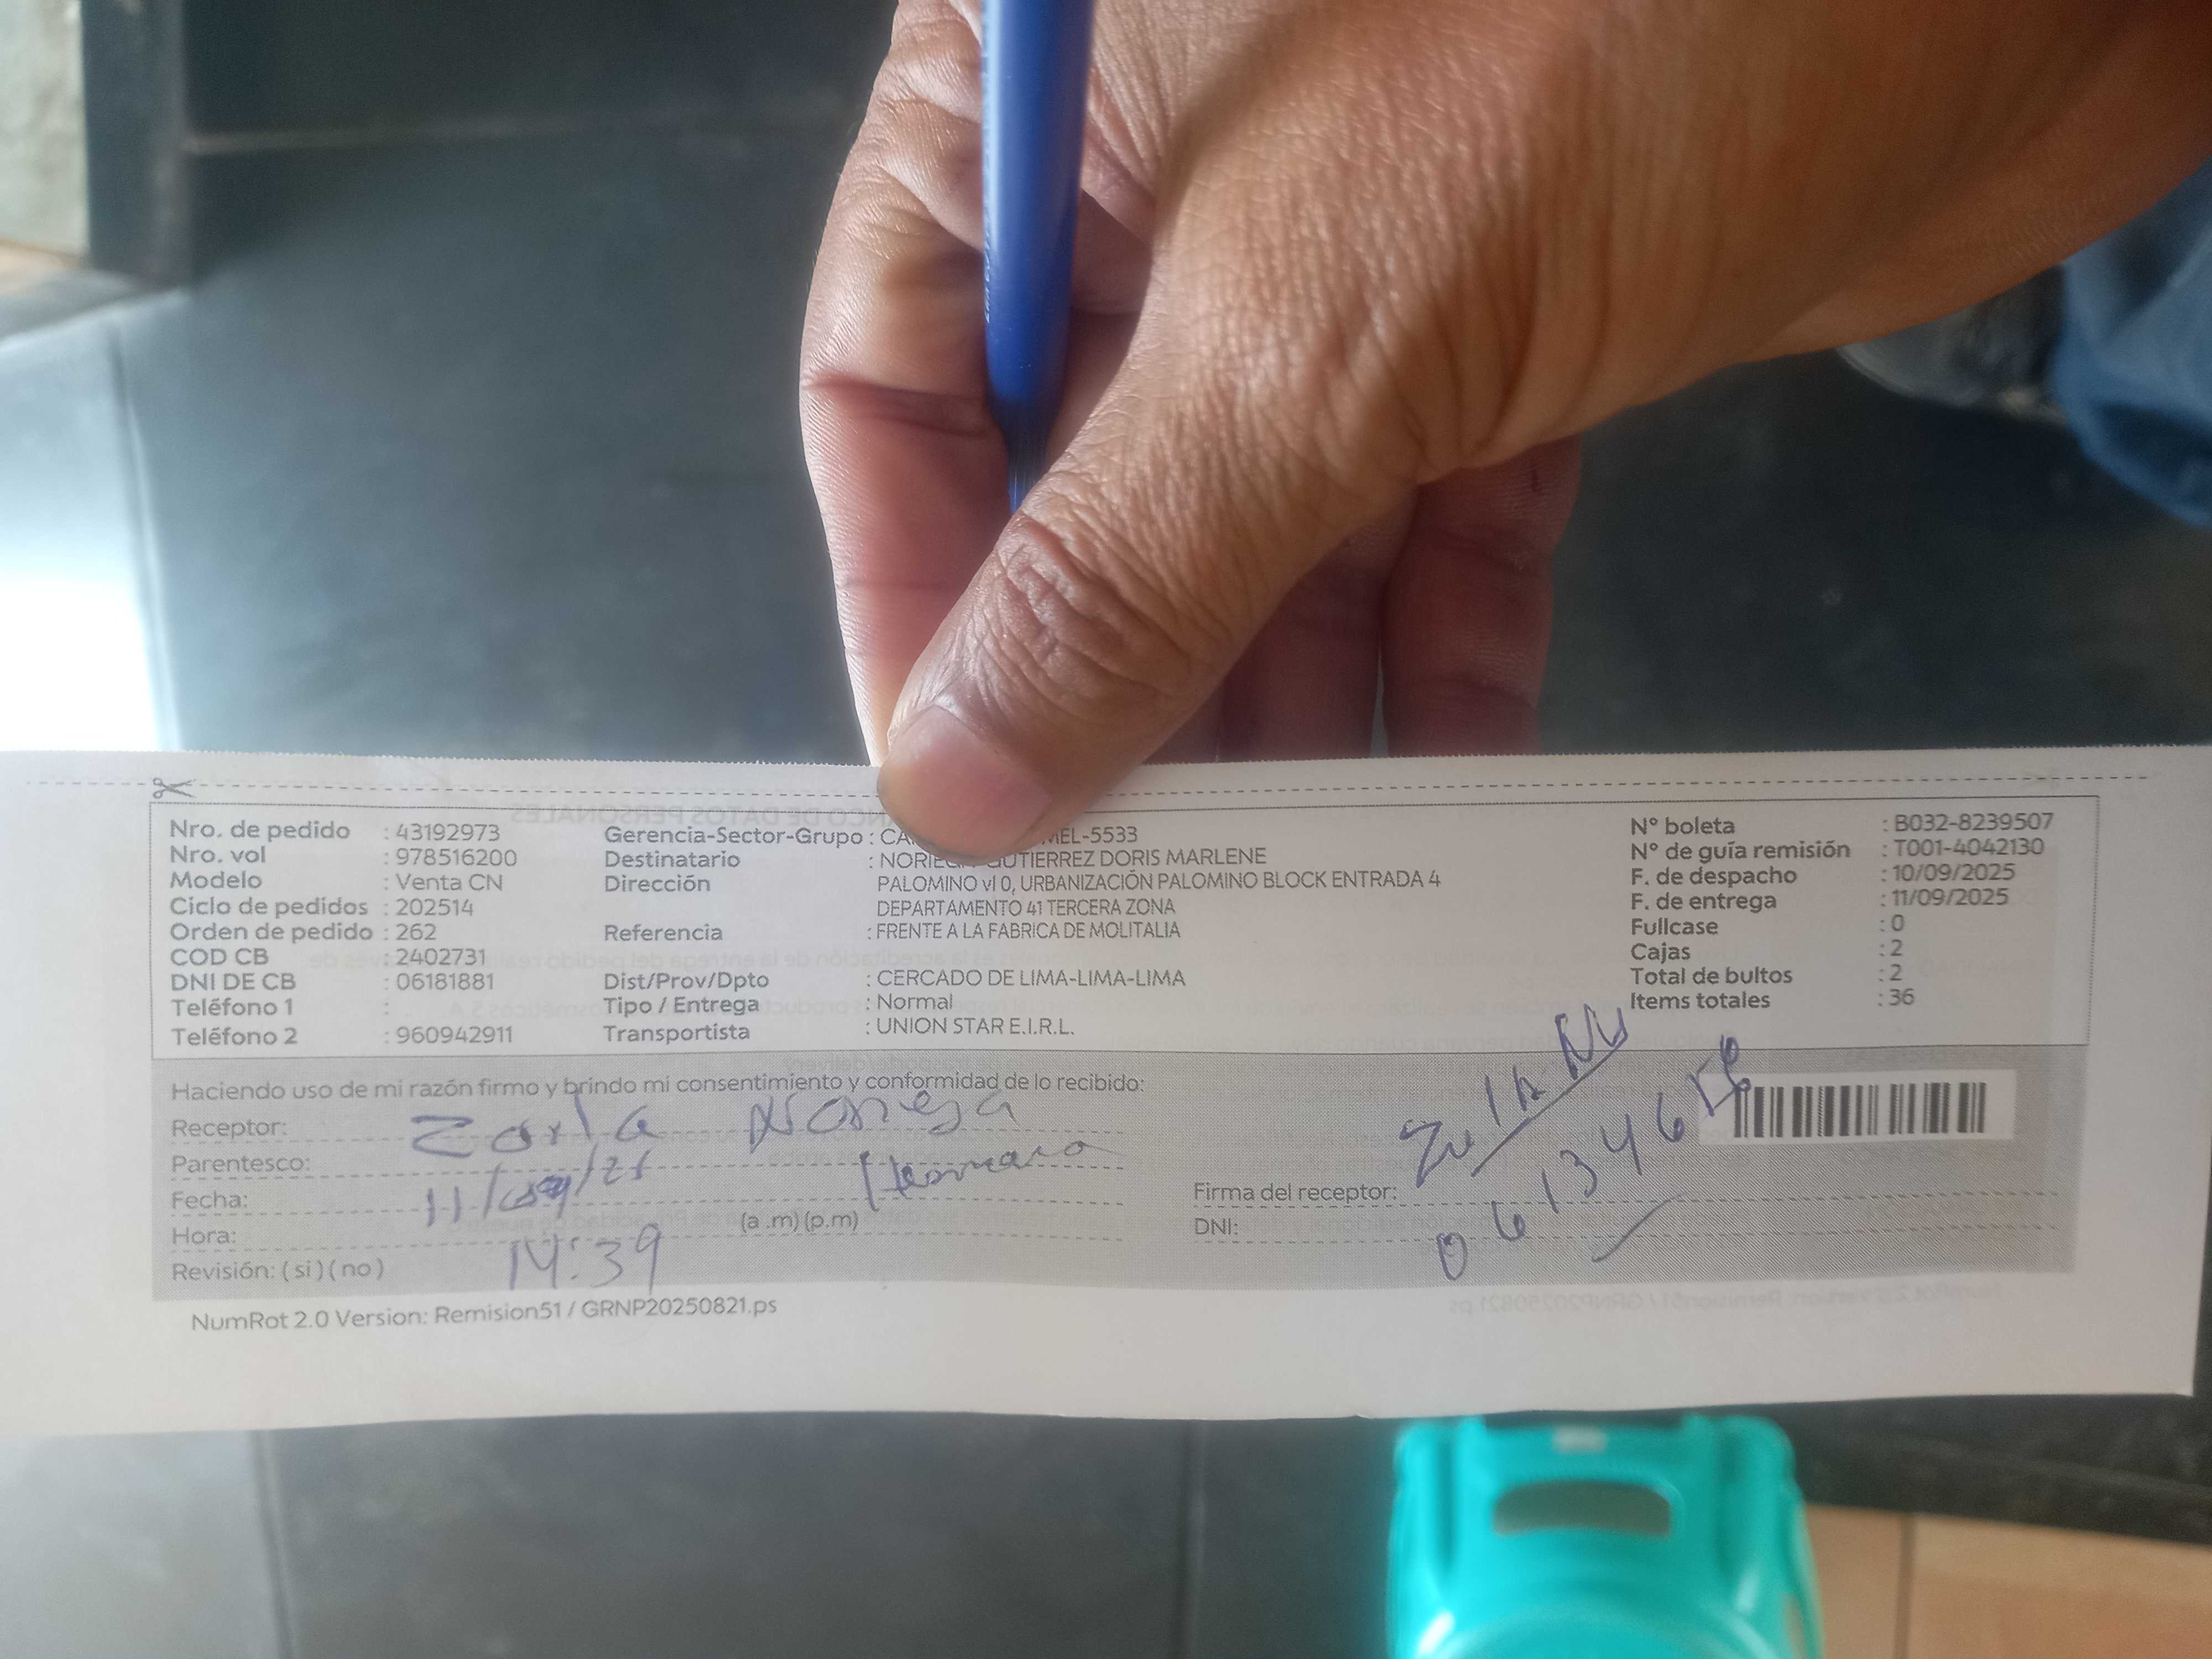 Nro. de pedido : 43192973
Nro. vol : 978516200
Modelo : Venta CN
Ciclo de pedidos : 202514
Orden de pedido : 262
COD CB : 2402731
DNI DE CB : 06181881
Teléfono 1 :
Teléfono 2 : 960942911
Gerencia-Sector-Grupo : CA MEL-5533
Destinatario : GUTIERREZ DORIS MARLENE
Dirección PALOMINO vl 0, URBANIZACIÓN PALOMINO BLOCK ENTRADA 4
DEPARTAMENTO 41 TERCERA ZONA
Referencia : FRENTE A LA FABRICA DE MOLITALIA
Dist/Prov/Dpto : CERCADO DE LIMA-LIMA-LIMA
Tipo / Entrega : Normal
Transportista : UNION STAR E.I.R.L.
N° boleta : B032-8239507
N° de guía remisión : T001-4042130
F. de despacho : 10/09/2025
F. de entrega : 11/09/2025
Fullcase : 0
Cajas : 2
Total de bultos : 2
Items totales : 36
Haciendo uso de mi razón firmo y brindo mi consentimiento y conformidad de lo recibido:
Receptor: Noriega
Parentesco: Hermano
Fecha: 11/09/25
Hora: 14:39 (a .m) (p.m)
Revisión: ( si ) ( no )
Firma del receptor:
DNI:
NumRot 2.0 Version: Remision51 / GRNP20250821.ps